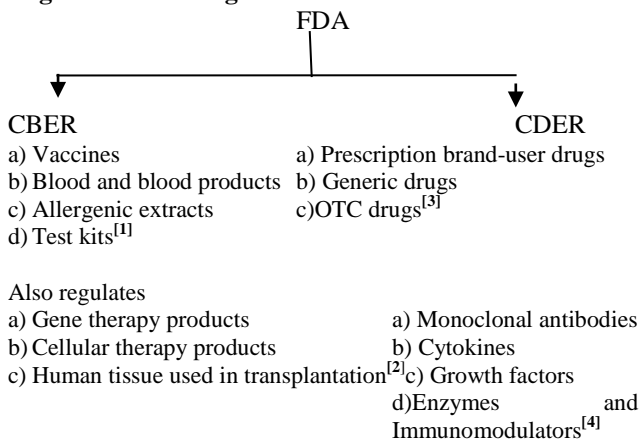 FDA
CBER CDER
a) Vaccines a) Prescription brand-user drugs
b) Blood and blood products b) Generic drugs
c) Allergenic extracts c)OTC drugs[3]
d) Test kits[1]
Also regulates
a) Gene therapy products a) Monoclonal antibodies
b) Cellular therapy products b) Cytokines
c) Human tissue used in transplantation[2]c) Growth factors
d)Enzymes and
Immunomodulators[4]